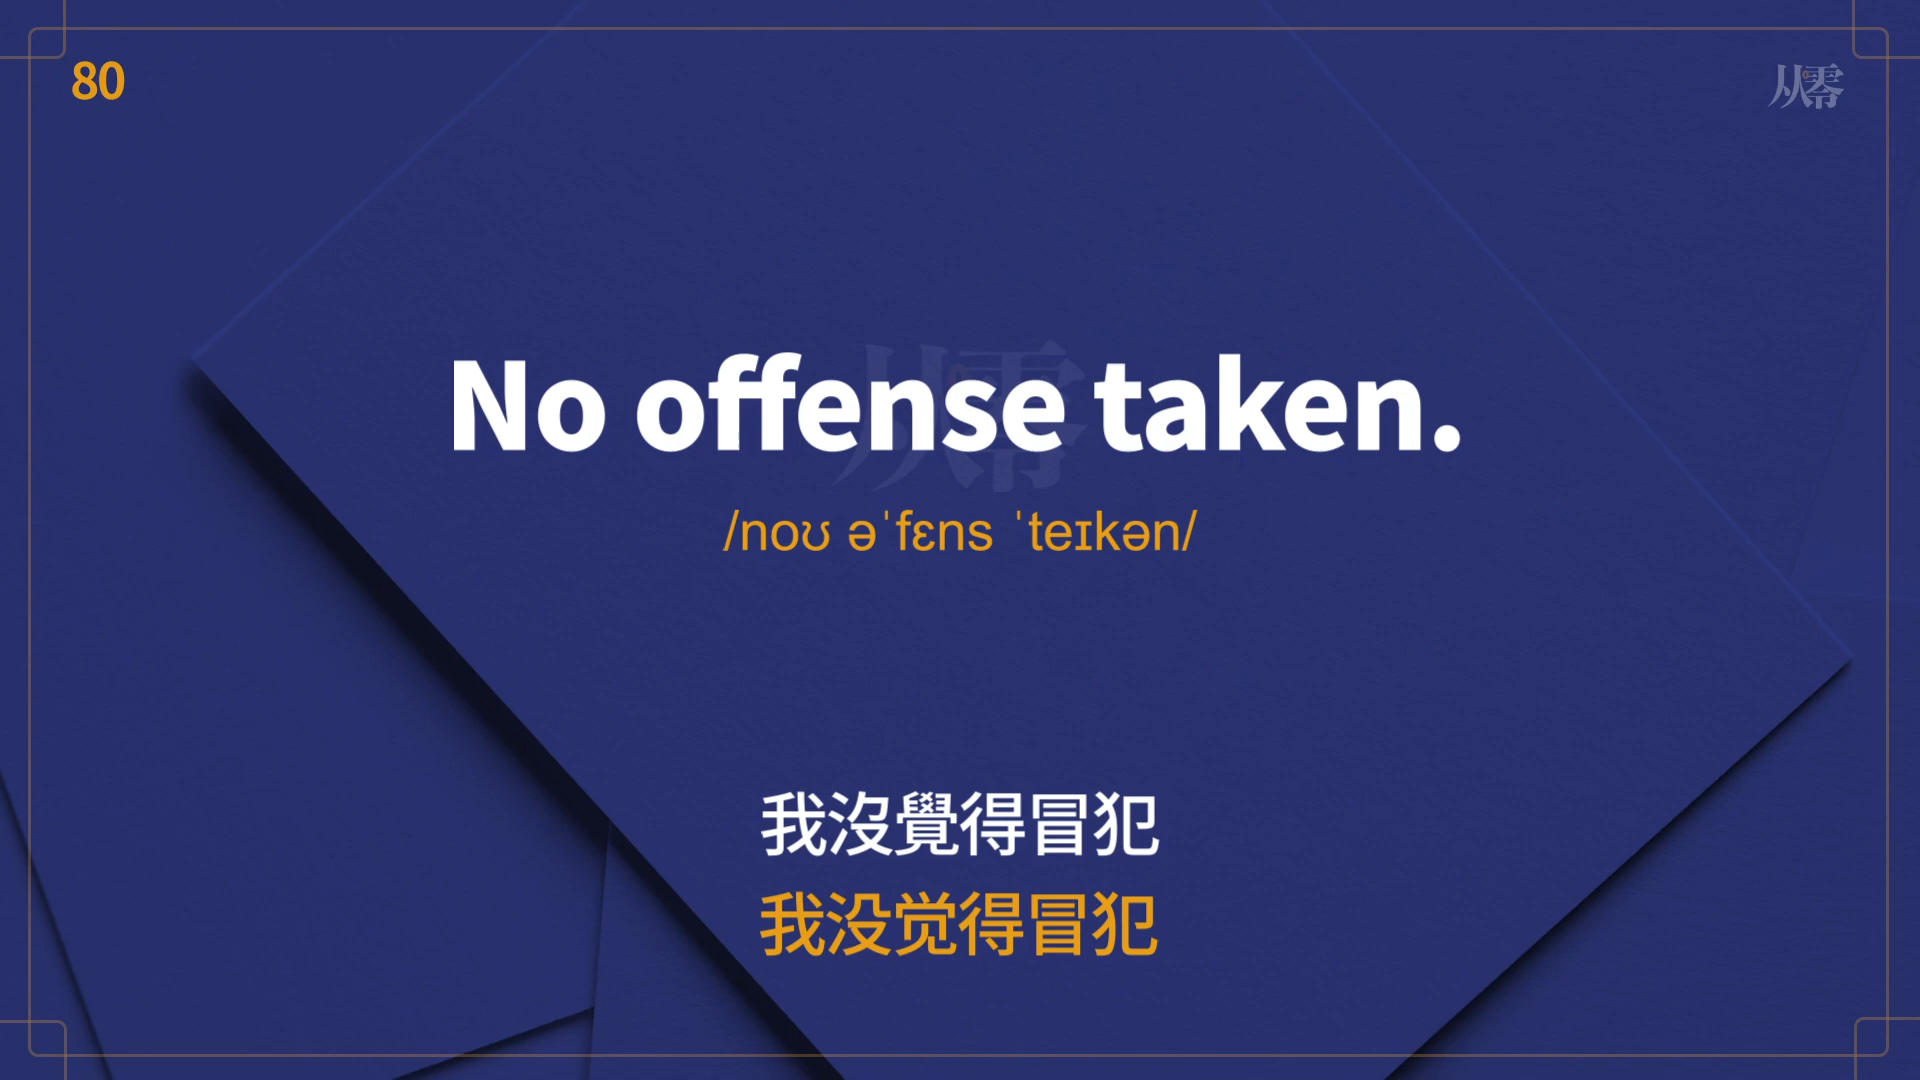 80
从零
No offense taken.
/noʊ əˈfɛns ˈteɪkən/
我沒覺得冒犯
我没觉得冒犯